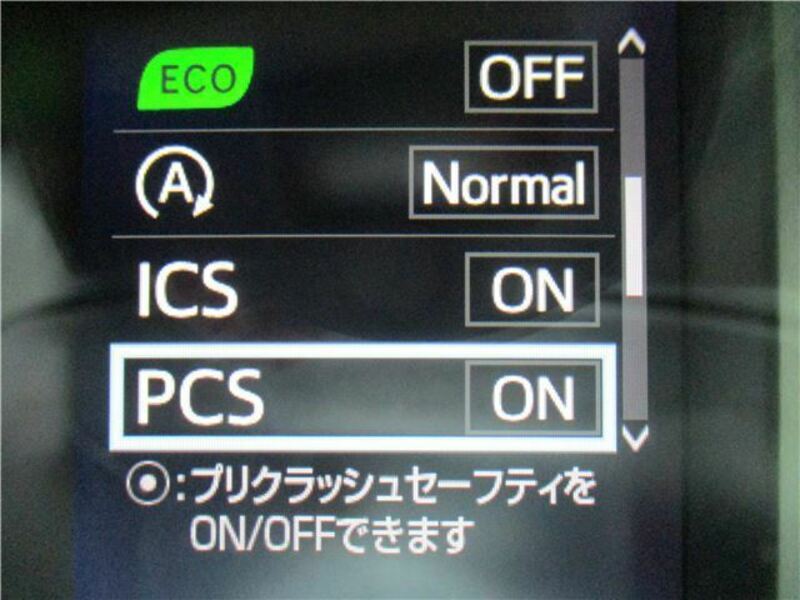 ECO OFF
A Normal
ICS ON
PCS ON
:プリクラッシュセーフティを
ON/OFFできます